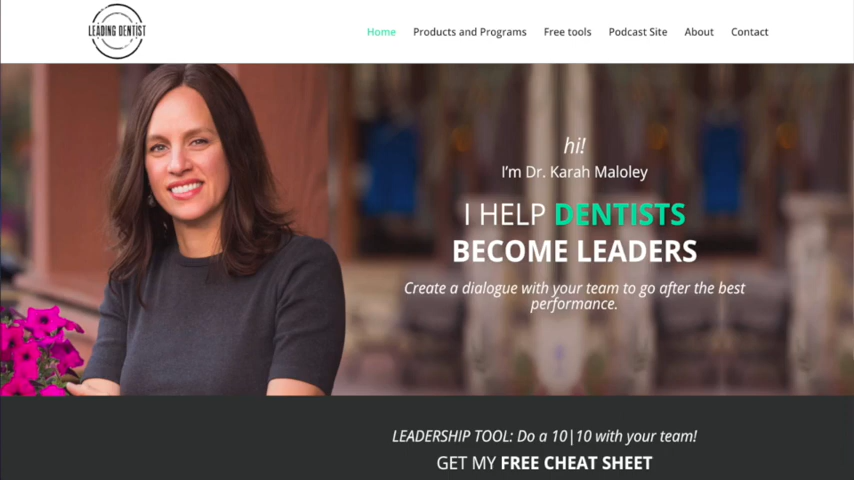 LEADING DENTIST
Home Products and Programs Free tools Podcast Site About Contact
hi!
I'm Dr. Karah Maloley
I HELP DENTISTS
BECOME LEADERS
Create a dialogue with your team to go after the best
performance.
LEADERSHIP TOOL: Do a 10|10 with your team!
GET MY FREE CHEAT SHEET